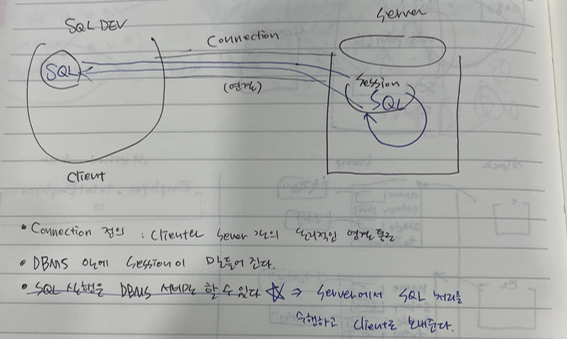 SQL DEV
Server
Connection
SQL
(연결)
Session
SQL
Client
• Connection 정의 : Client와 Sever 간의 논리적인 연결 통로
• DBMS 안에 Session이 만들어 진다.
• SQL 실행은 DBMS 서버만 할 수 있다 ☆ ⇒ Server에서 SQL 처리를
수행하고 Client로 보내준다.